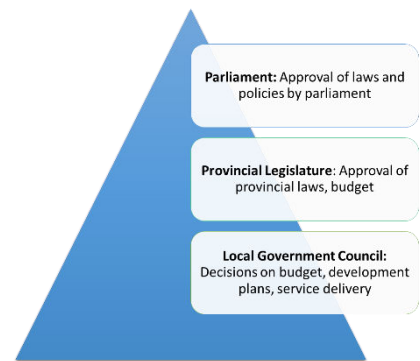 Parliament: Approval of laws and
policies by parliament
Provincial Legislature: Approval of
provincial laws, budget
Local Government Council:
Decisions on budget, development
plans, service delivery